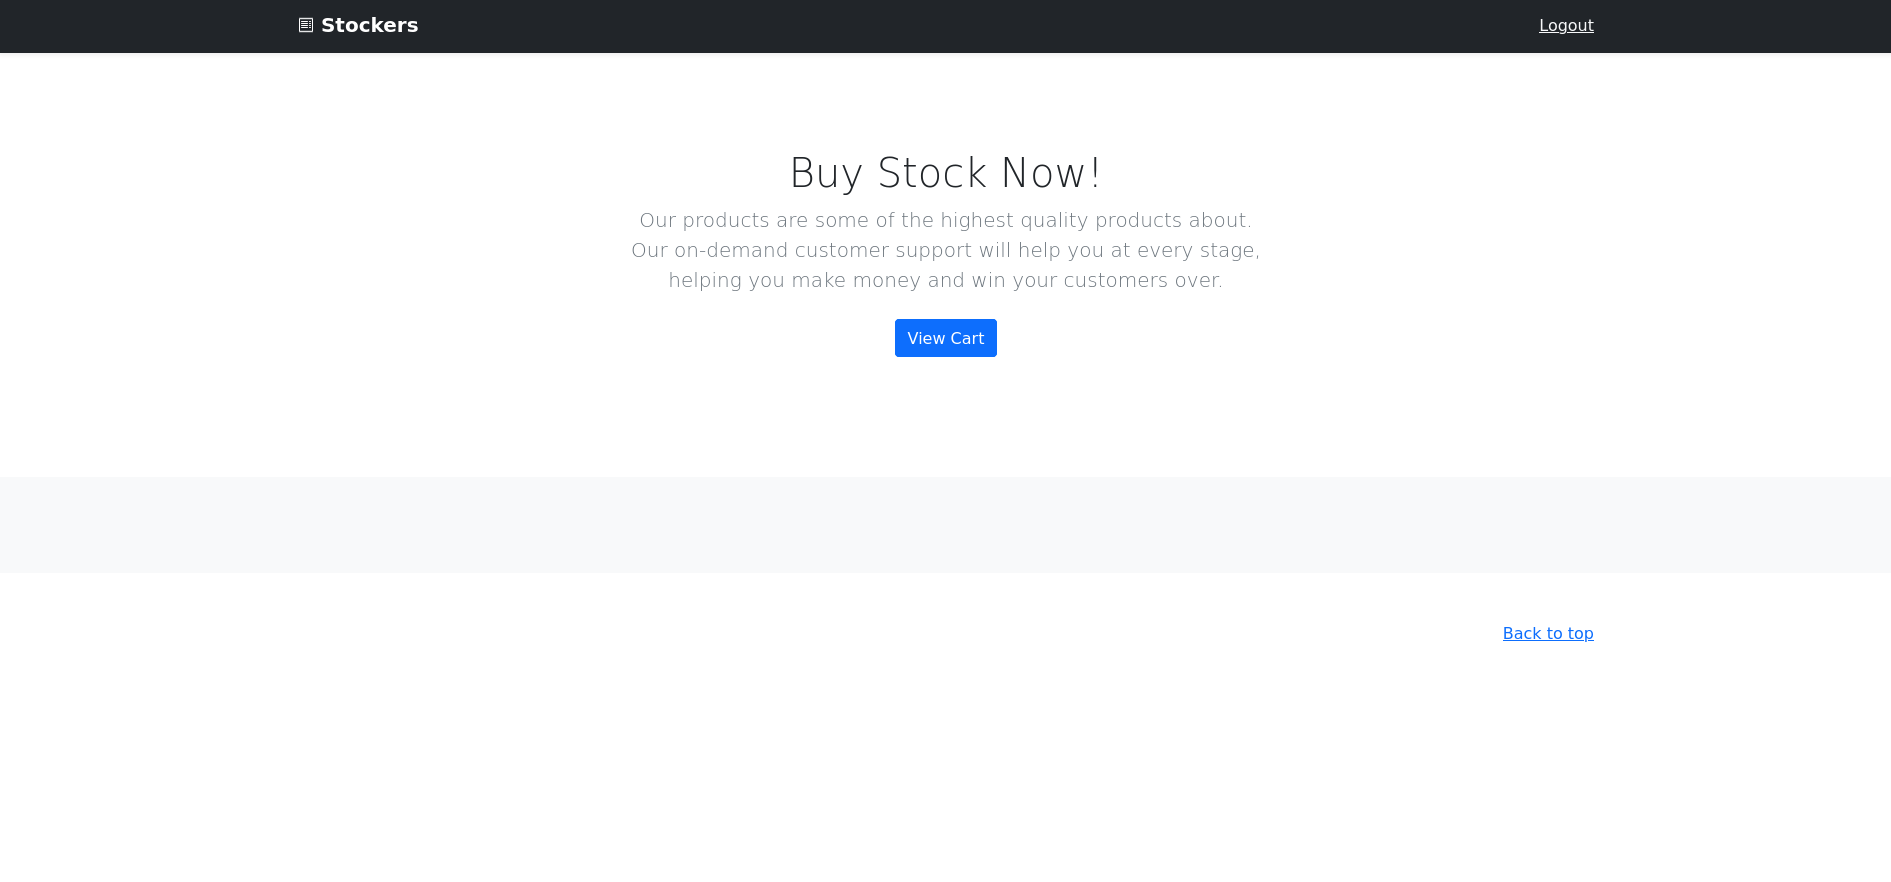 Stockers
Logout
Buy Stock Now!
Our products are some of the highest quality products about.
Our on-demand customer support will help you at every stage,
helping you make money and win your customers over.
View Cart
Back to top